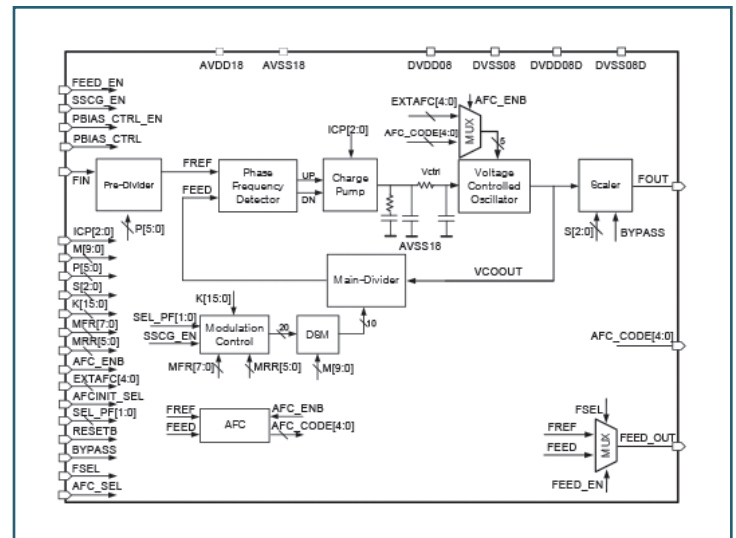 AVDD18 AVSS18 DVDD08 DVSS08 DVDD08D DVSS08D
FEED_EN
SSCG_EN
PBIAS_CTRL_EN
PBIAS_CTRL
FIN
Pre-Divider
P[5:0]
FREF
FEED
Phase
Frequency
Detector
UP
DN
ICP[2:0]
Charge
Pump
Vctrl
AVSS18
EXTAFC[4:0]
AFC_CODE[4:0]
MUX
AFC_ENB
5
Voltage
Controlled
Oscillator
Scaler
FOUT
S[2:0]
BYPASS
VCOOUT
Main-Divider
ICP[2:0]
M[9:0]
P[5:0]
S[2:0]
K[15:0]
MFR[7:0]
MRR[5:0]
AFC_ENB
EXTAFC[4:0]
AFCINIT_SEL
SEL_PF[1:0]
RESETB
BYPASS
FSEL
AFC_SEL
K[15:0]
SEL_PF[1:0]
SSCG_EN
Modulation
Control
MFR[7:0]
MRR[5:0]
20
DSM
10
M[9:0]
AFC_CODE[4:0]
FREF
FEED
AFC
AFC_ENB
AFC_CODE[4:0]
FSEL
FREF
FEED
MUX
FEED_OUT
FEED_EN